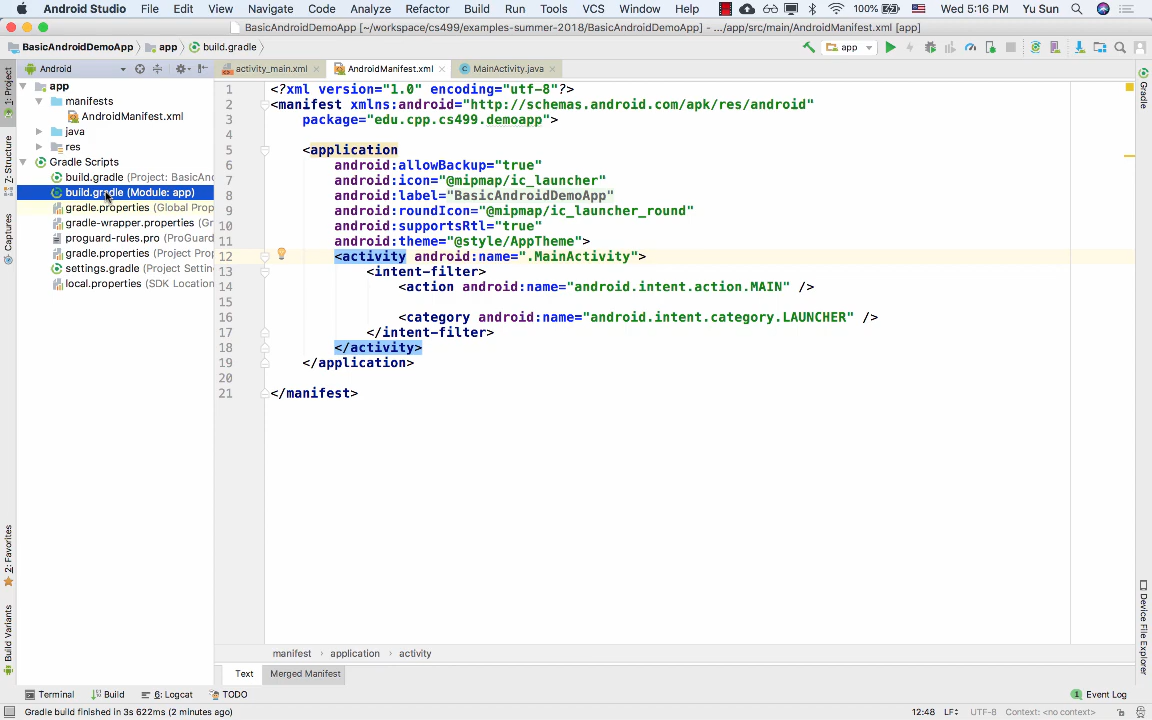 Android Studio File Edit View Navigate Code Analyze Refactor Build Run Tools VCS Window Help 100% Wed 5:16 PM Yu Sun
BasicAndroidDemoApp [~/workspace/cs499/examples-summer-2018/BasicAndroidDemoApp] - .../app/src/main/AndroidManifest.xml [app]
BasicAndroidDemoApp app build.gradle app
Android activity_main.xml AndroidManifest.xml MainActivity.java
1: Project
Z: Structure
Captures
2: Favorites
Build Variants
app
manifests
AndroidManifest.xml
java
res
Gradle Scripts
build.gradle (Project: BasicAn
build.gradle (Module: app)
gradle.properties (Global Prop
gradle-wrapper.properties (Gr
proguard-rules.pro (ProGuard
gradle.properties (Project Prop
settings.gradle (Project Settin
local.properties (SDK Location
1 <?xml version="1.0" encoding="utf-8"?>
2 <manifest xmlns:android="http://schemas.android.com/apk/res/android"
3 package="edu.cpp.cs499.demoapp">
4
5 <application
6 android:allowBackup="true"
7 android:icon="@mipmap/ic_launcher"
8 android:label="BasicAndroidDemoApp"
9 android:roundIcon="@mipmap/ic_launcher_round"
10 android:supportsRtl="true"
11 android:theme="@style/AppTheme">
12 <activity android:name=".MainActivity">
13 <intent-filter>
14 <action android:name="android.intent.action.MAIN" />
15
16 <category android:name="android.intent.category.LAUNCHER" />
17 </intent-filter>
18 </activity>
19 </application>
20
21 </manifest>
Gradle
Device File Explorer
manifest › application › activity
Text Merged Manifest
Terminal Build 6: Logcat TODO 1 Event Log
Gradle build finished in 3s 622ms (2 minutes ago) 12:48 LF UTF-8 Context: <no context>